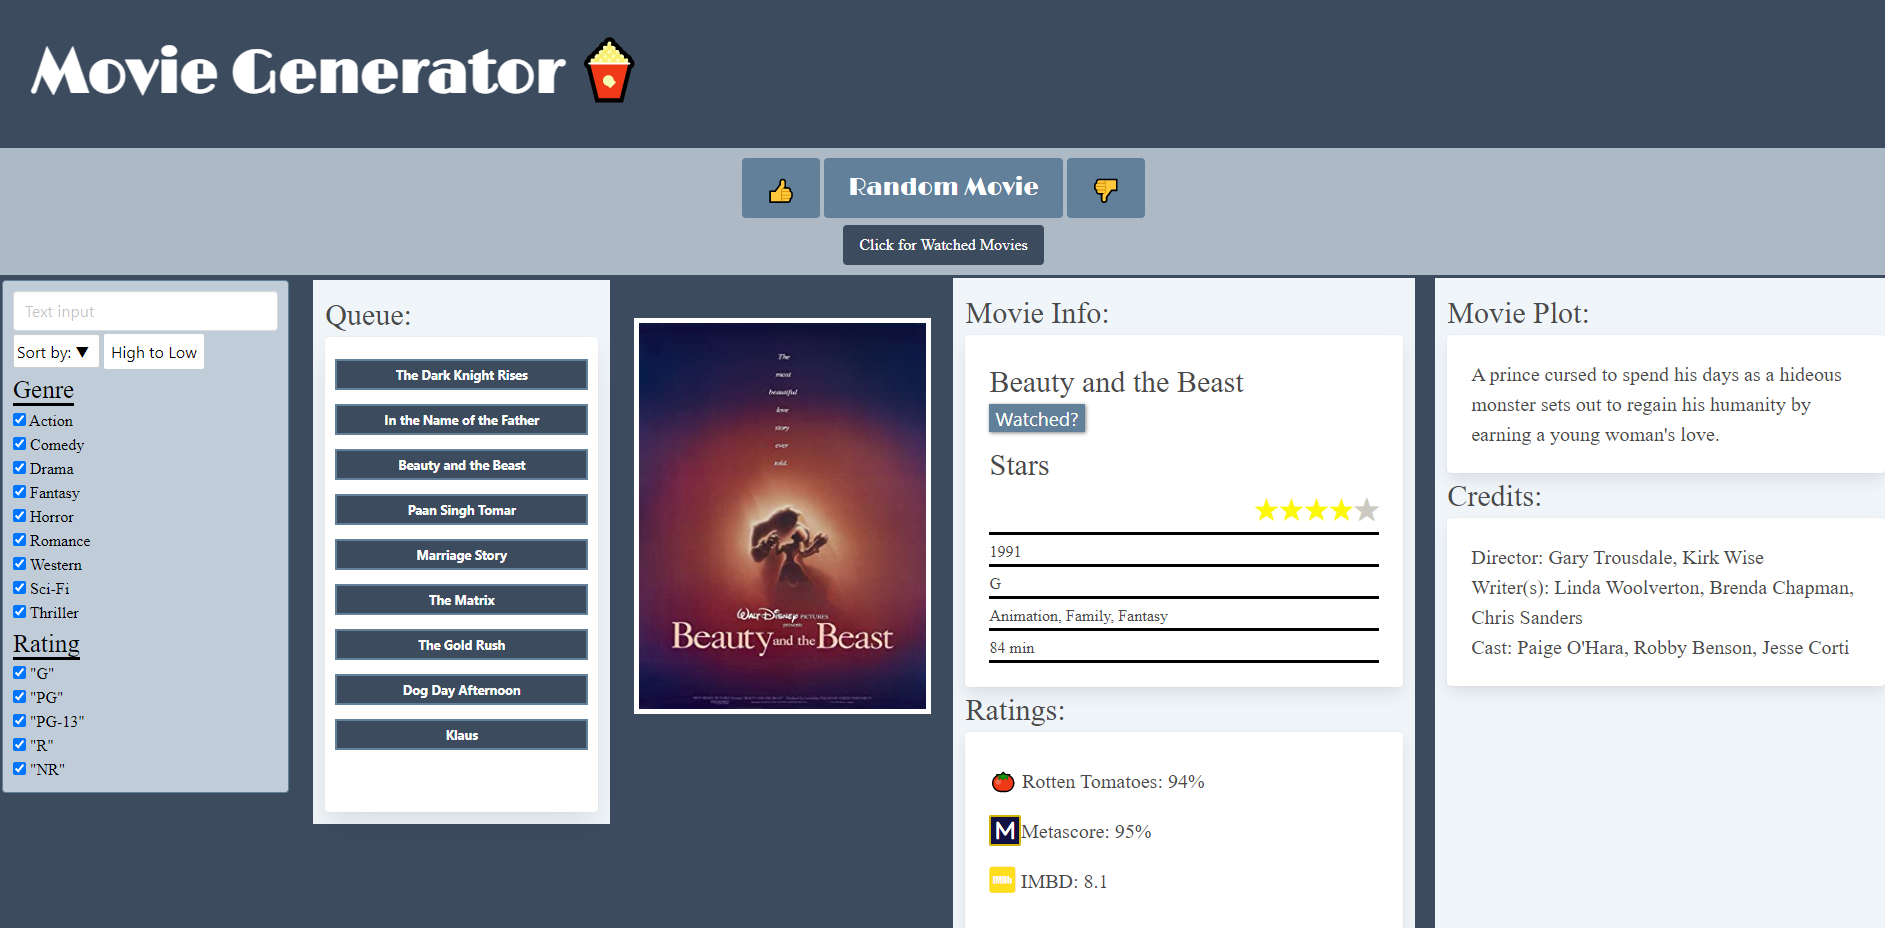 Movie Generator
Random Movie
Click for Watched Movies
Text input
Sort by: ▼
High to Low
Genre
Action
Comedy
Drama
Fantasy
Horror
Romance
Western
Sci-Fi
Thriller
Rating
"G"
"PG"
"PG-13"
"R"
"NR"
Queue:
The Dark Knight Rises
In the Name of the Father
Beauty and the Beast
Paan Singh Tomar
Marriage Story
The Matrix
The Gold Rush
Dog Day Afternoon
Klaus
The
most
beautiful
love
story
ever
told.
Walt Disney PICTURES
presents
Beauty and the Beast
Movie Info:
Beauty and the Beast
Watched?
Stars
1991
G
Animation, Family, Fantasy
84 min
Ratings:
Rotten Tomatoes: 94%
M Metascore: 95%
IMDb IMBD: 8.1
Movie Plot:
A prince cursed to spend his days as a hideous
monster sets out to regain his humanity by
earning a young woman's love.
Credits:
Director: Gary Trousdale, Kirk Wise
Writer(s): Linda Woolverton, Brenda Chapman,
Chris Sanders
Cast: Paige O'Hara, Robby Benson, Jesse Corti